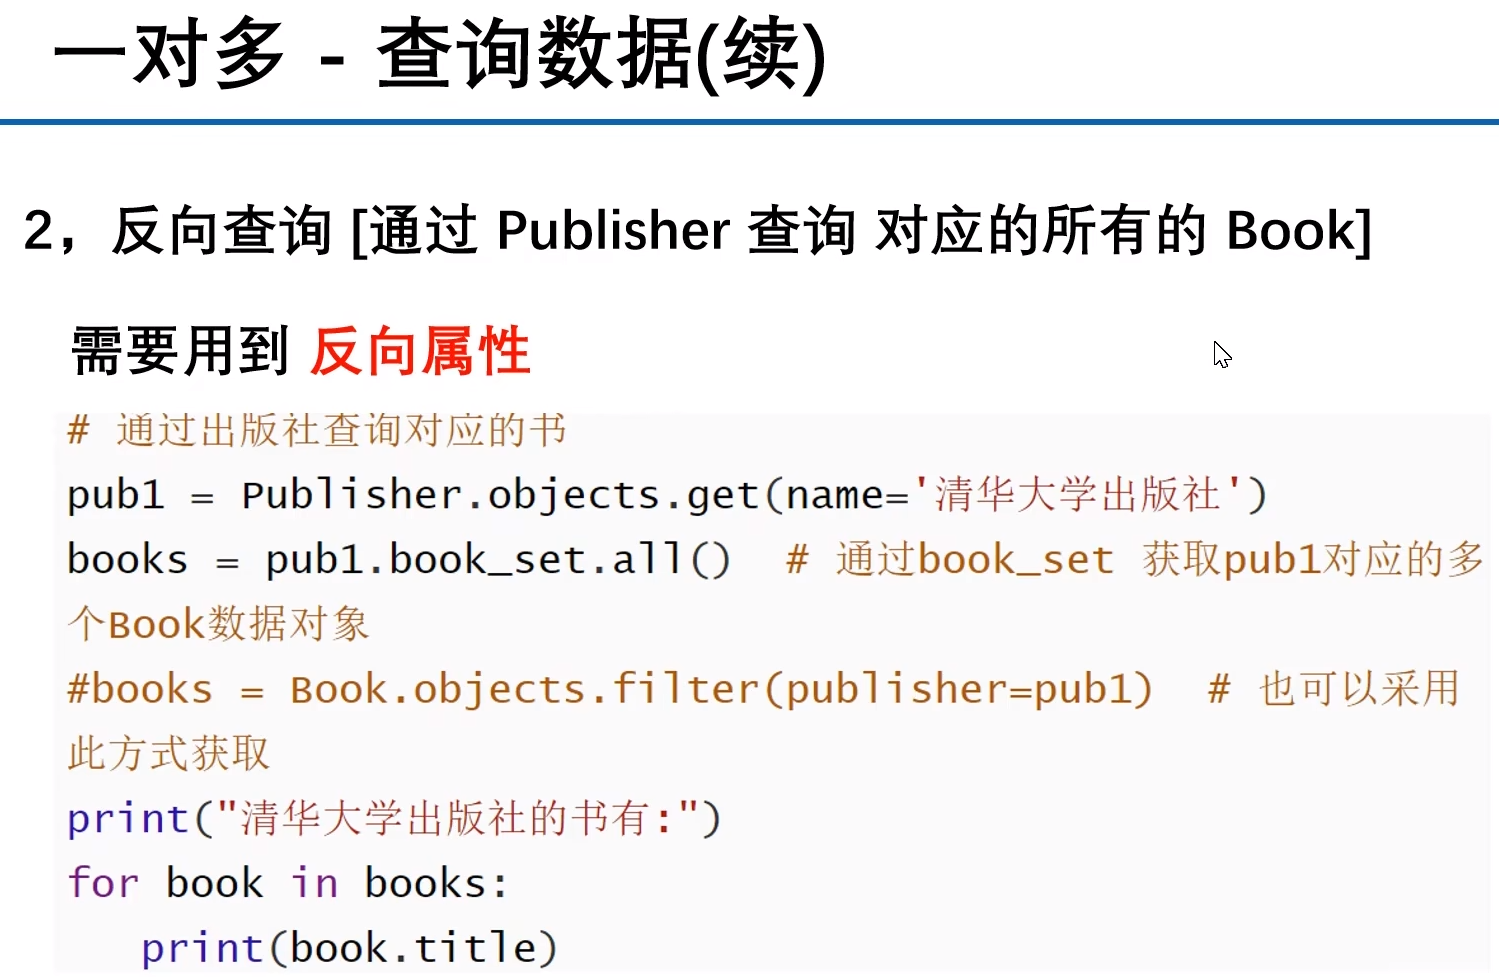 一对多 - 查询数据(续)
2，反向查询 [通过 Publisher 查询 对应的所有的 Book]
需要用到 反向属性
# 通过出版社查询对应的书
pub1 = Publisher.objects.get(name='清华大学出版社')
books = pub1.book_set.all()  # 通过book_set 获取pub1对应的多
个Book数据对象
#books = Book.objects.filter(publisher=pub1)  # 也可以采用
此方式获取
print("清华大学出版社的书有:")
for book in books:
   print(book.title)